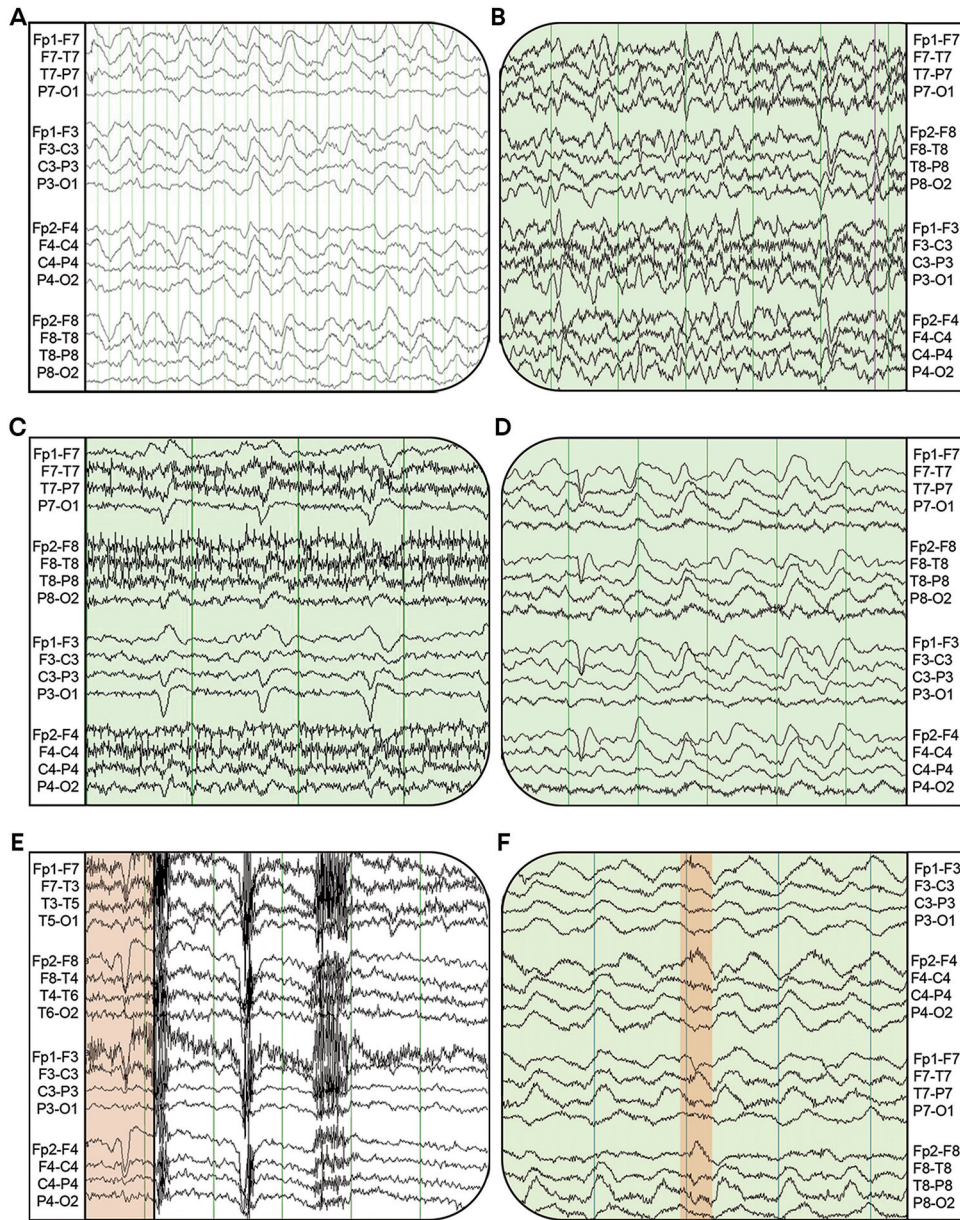 A
Fp1-F7
F7-T7
T7-P7
P7-O1
Fp1-F3
F3-C3
C3-P3
P3-O1
Fp2-F4
F4-C4
C4-P4
P4-O2
Fp2-F8
F8-T8
T8-P8
P8-O2
B
Fp1-F7
F7-T7
T7-P7
P7-O1
Fp2-F8
F8-T8
T8-P8
P8-O2
Fp1-F3
F3-C3
C3-P3
P3-O1
Fp2-F4
F4-C4
C4-P4
P4-O2
C
Fp1-F7
F7-T7
T7-P7
P7-O1
Fp2-F8
F8-T8
T8-P8
P8-O2
Fp1-F3
F3-C3
C3-P3
P3-O1
Fp2-F4
F4-C4
C4-P4
P4-O2
D
Fp1-F7
F7-T7
T7-P7
P7-O1
Fp2-F8
F8-T8
T8-P8
P8-O2
Fp1-F3
F3-C3
C3-P3
P3-O1
Fp2-F4
F4-C4
C4-P4
P4-O2
E
Fp1-F7
F7-T3
T3-T5
T5-O1
Fp2-F8
F8-T4
T4-T6
T6-O2
Fp1-F3
F3-C3
C3-P3
P3-O1
Fp2-F4
F4-C4
C4-P4
P4-O2
F
Fp1-F3
F3-C3
C3-P3
P3-O1
Fp2-F4
F4-C4
C4-P4
P4-O2
Fp1-F7
F7-T7
T7-P7
P7-O1
Fp2-F8
F8-T8
T8-P8
P8-O2